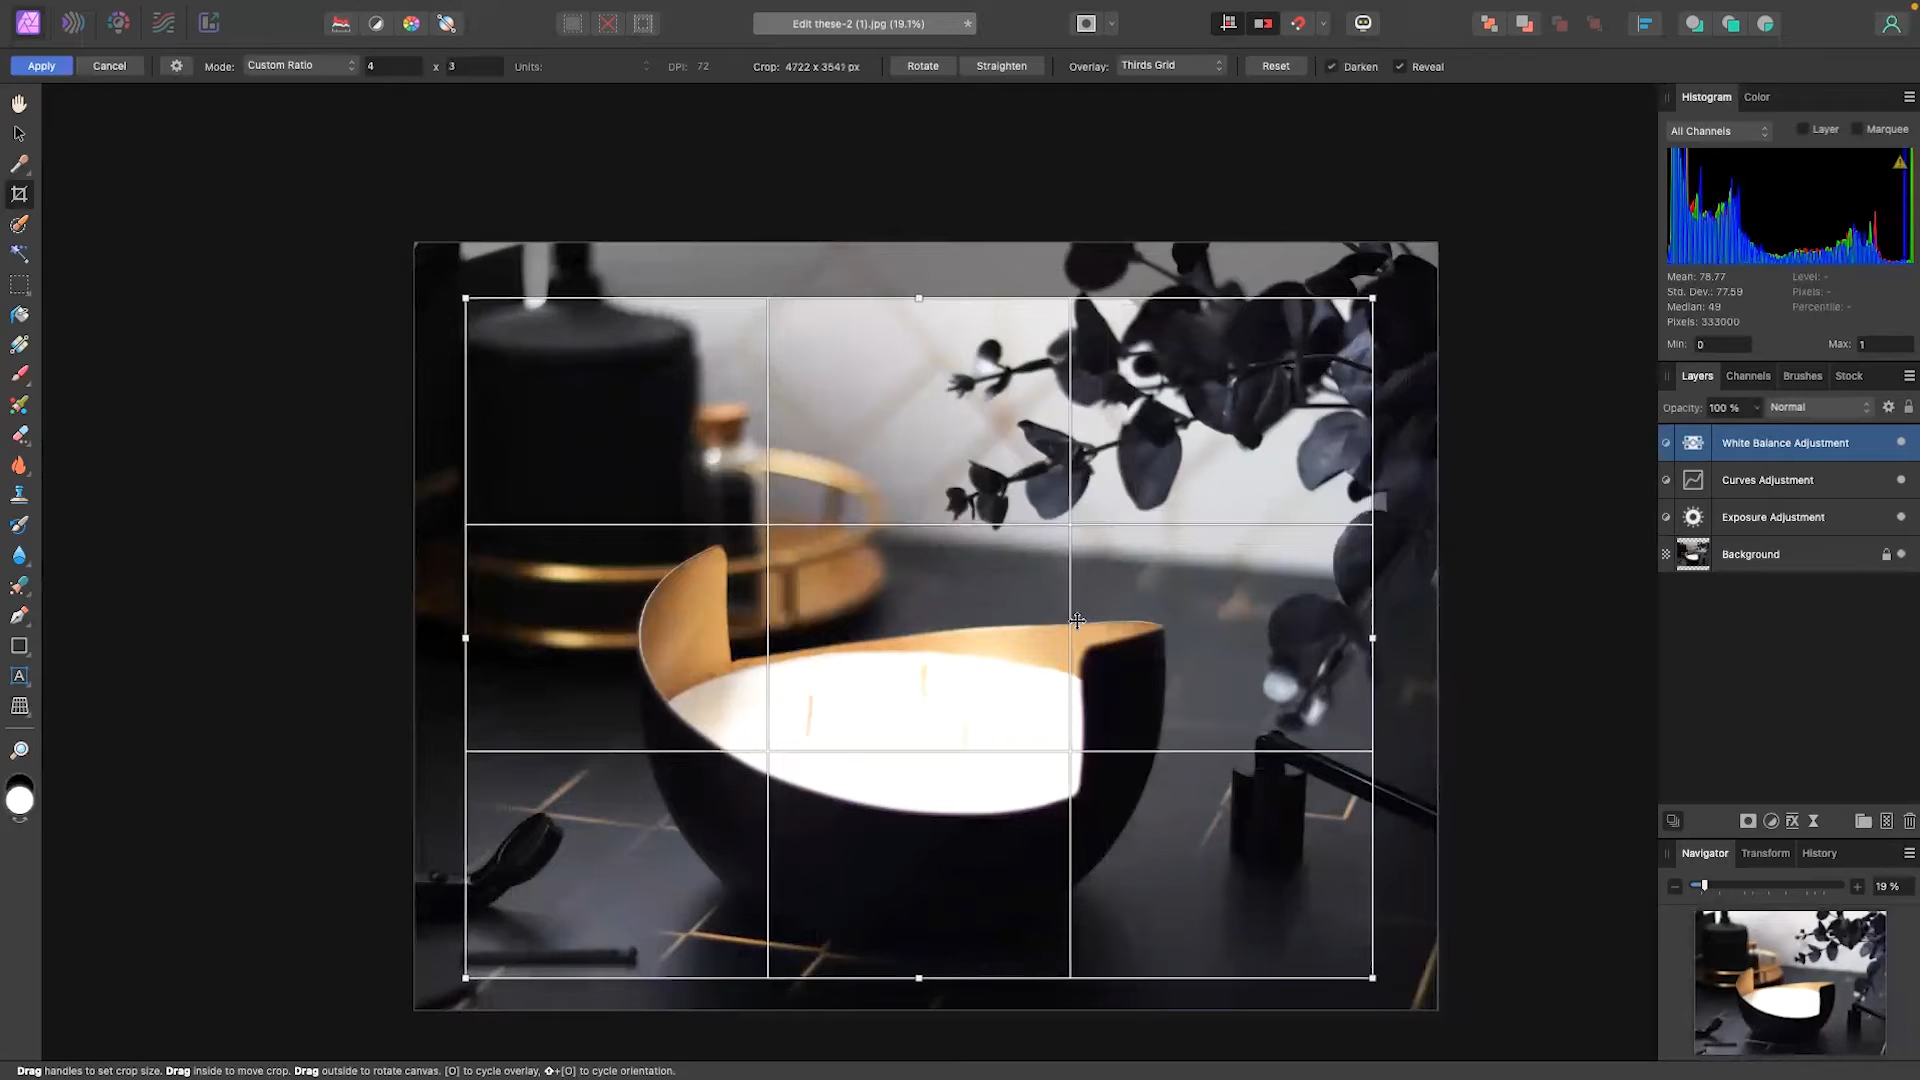 Edit these-2 (1).jpg (19.1%) *
Apply Cancel Mode: Custom Ratio 4 x 3 Units: DPI: 72 Crop: 4722 x 3541 px Rotate Straighten Overlay: Thirds Grid Reset Darken Reveal
Histogram Color
All Channels Layer Marquee
Mean: 78.77 Level: -
Std. Dev.: 77.59 Pixels: -
Median: 49 Percentile: -
Pixels: 333000
Min: 0 Max: 1
Layers Channels Brushes Stock
Opacity: 100 % Normal
White Balance Adjustment
Curves Adjustment
Exposure Adjustment
Background
Navigator Transform History
19 %
Drag handles to set crop size. Drag inside to move crop. Drag outside to rotate canvas. [O] to cycle overlay, ⇧+[O] to cycle orientation.